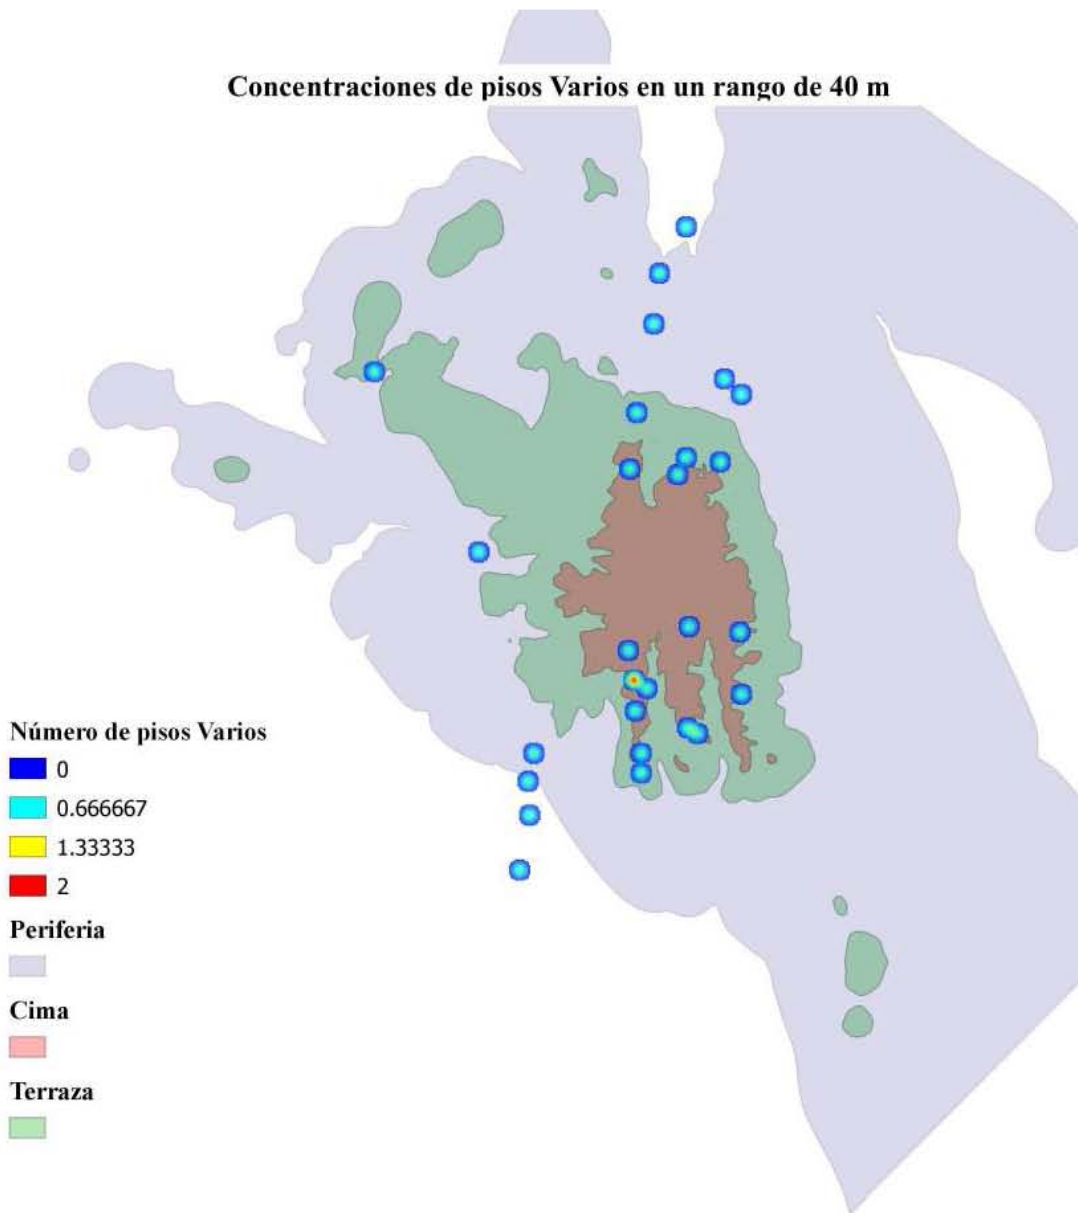 Concentraciones de pisos Varios en un rango de 40 m
Número de pisos Varios
0
0.666667
1.33333
2
Periferia
Cima
Terraza